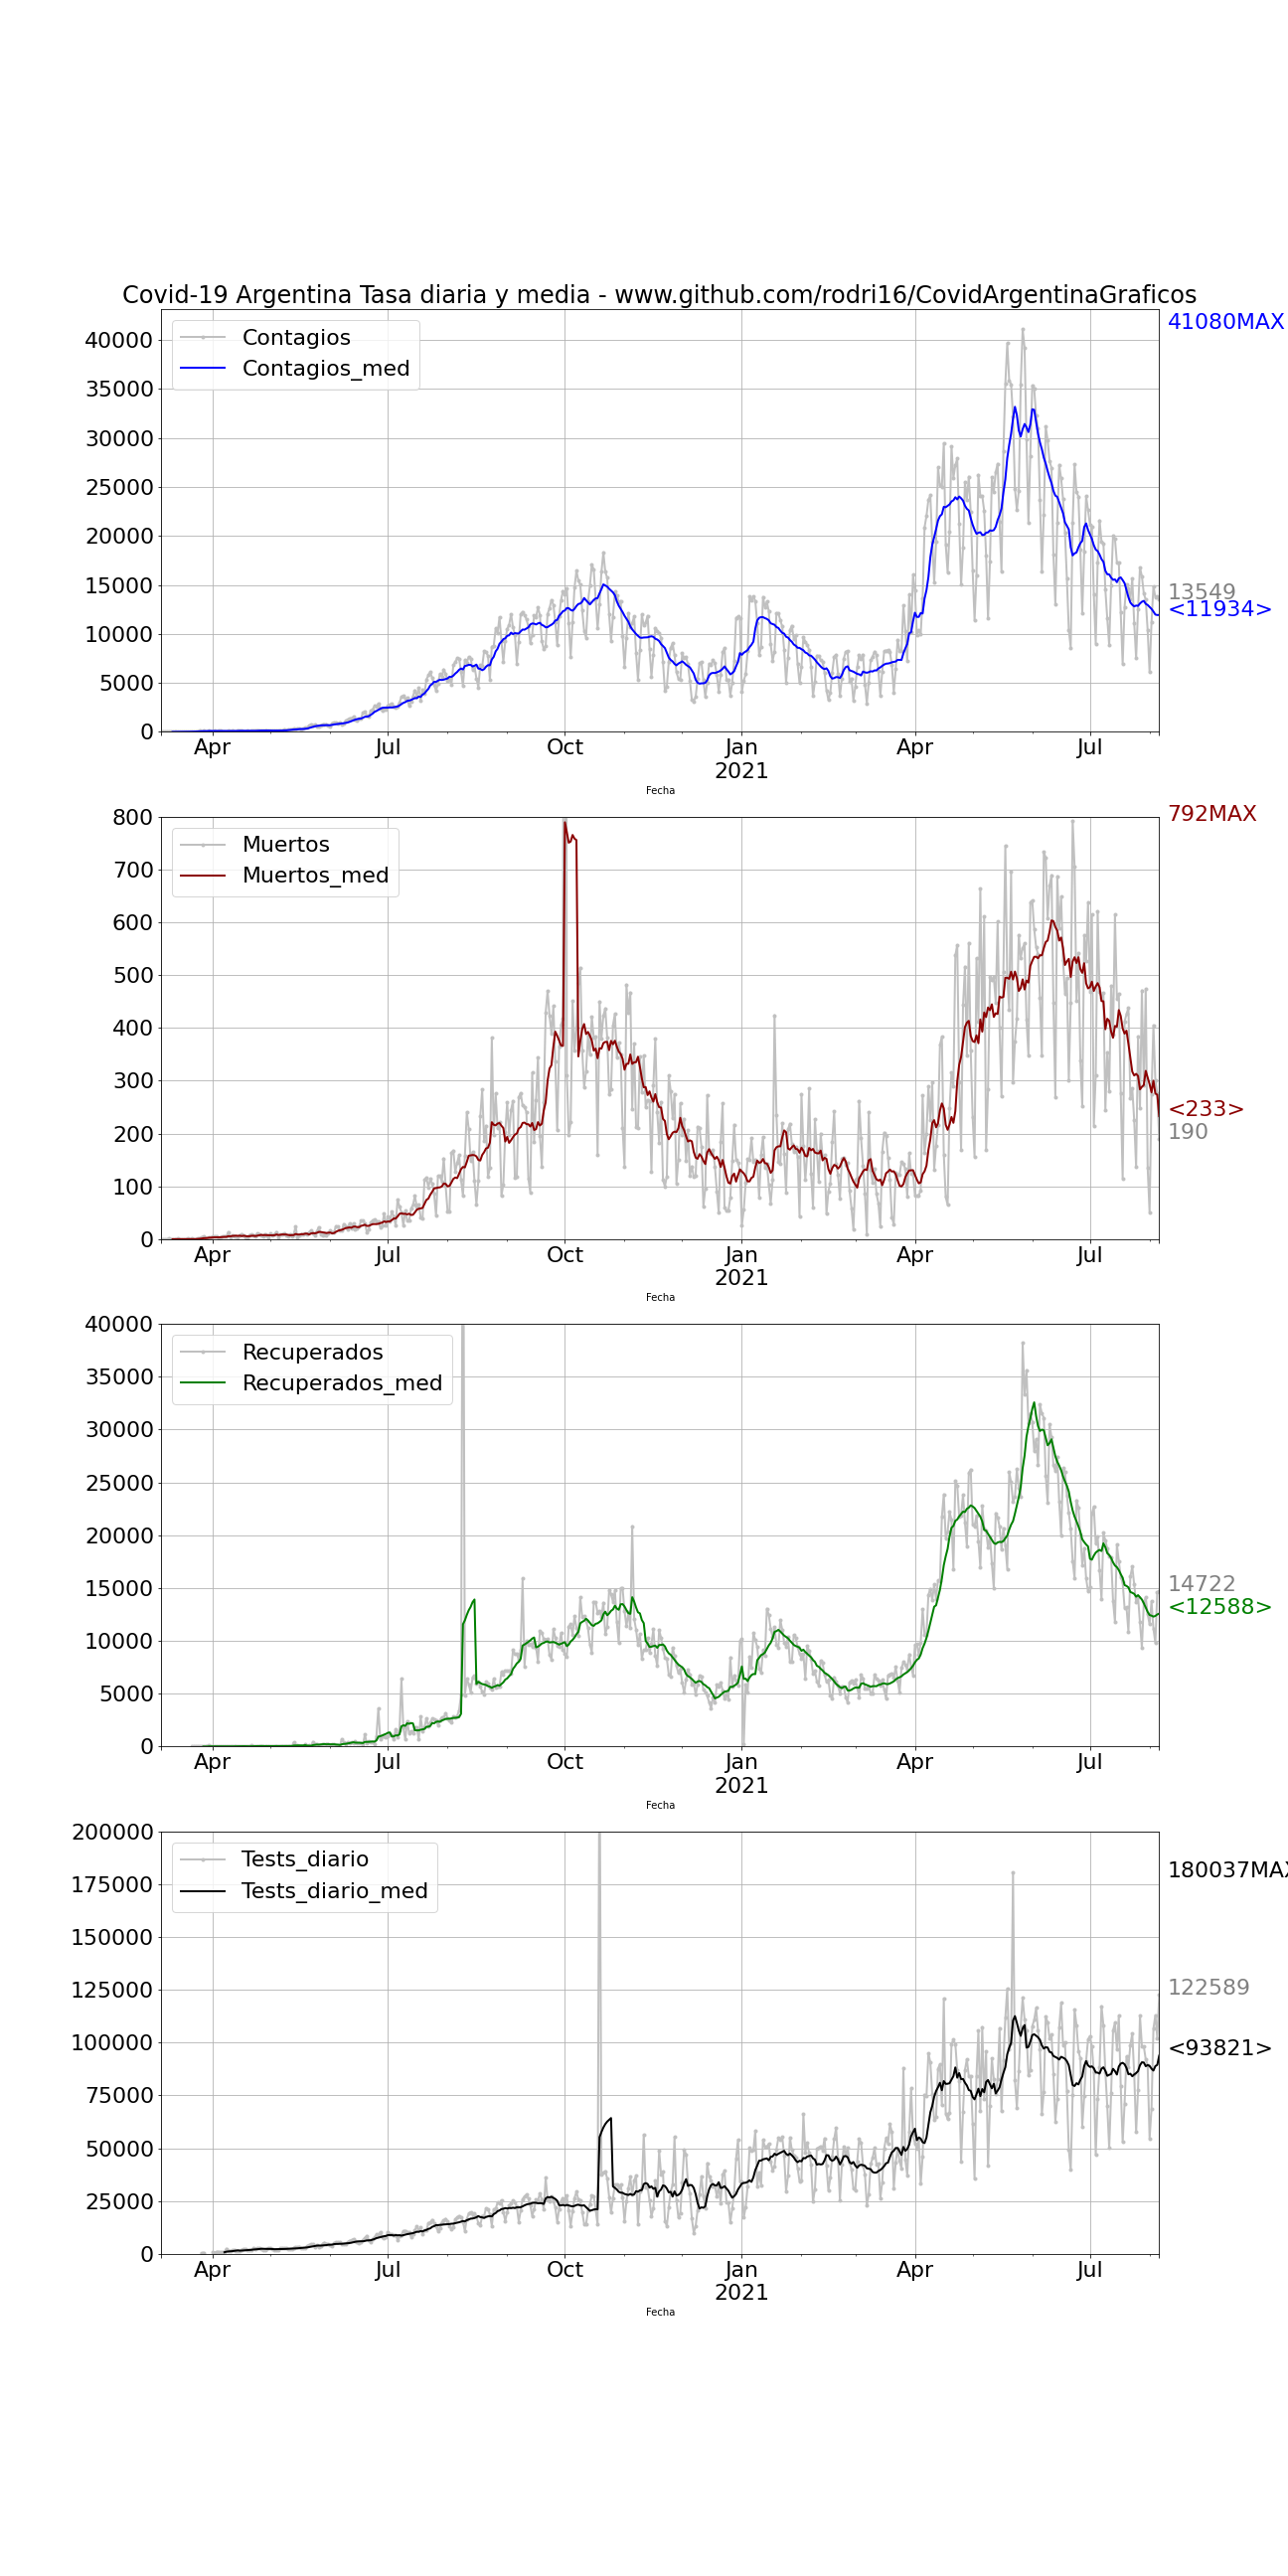 Covid-19 Argentina Tasa diaria y media - www.github.com/rodri16/CovidArgentinaGraficos
41080MAX
Contagios
Contagios_med
40000
35000
30000
25000
20000
15000
10000
5000
0
13549
<11934>
Apr Jul Oct Jan Apr Jul
2021
Fecha
792MAX
Muertos
Muertos_med
800
700
600
500
400
300
200
100
0
<233>
190
Apr Jul Oct Jan Apr Jul
2021
Fecha
Recuperados
Recuperados_med
40000
35000
30000
25000
20000
15000
10000
5000
0
14722
<12588>
Apr Jul Oct Jan Apr Jul
2021
Fecha
Tests_diario
Tests_diario_med
200000
175000
150000
125000
100000
75000
50000
25000
0
180037MAX
122589
<93821>
Apr Jul Oct Jan Apr Jul
2021
Fecha